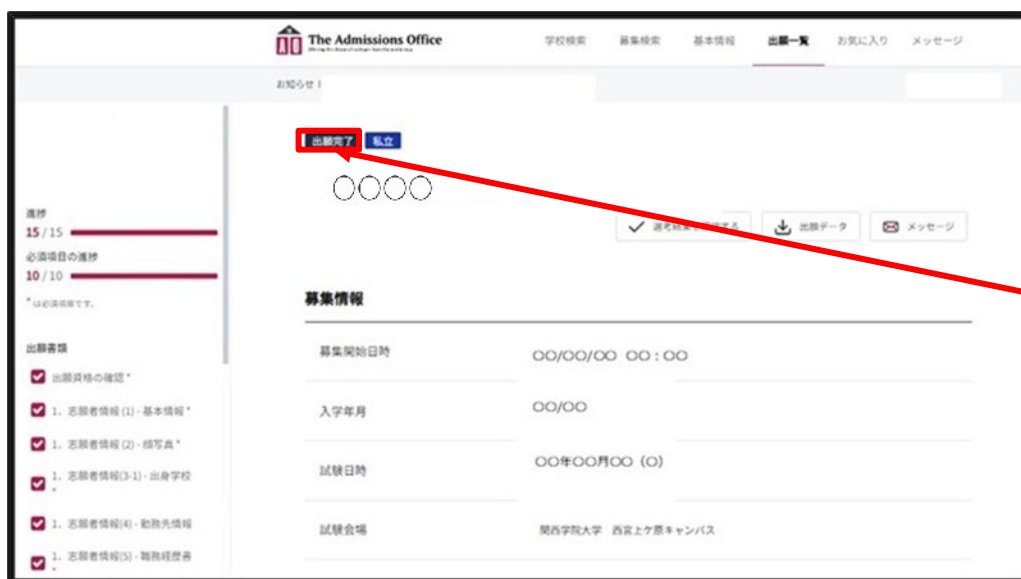 The Admissions Office
学校検索 募集検索 基本情報 出願一覧 お気に入り メッセージ
お知らせ:
出願完了 私立
〇〇〇〇
進捗
15 / 15
必須項目の進捗
10 / 10
* は必須項目です。
出願データ メッセージ
募集情報
出願書類
募集開始日時 〇〇/〇〇/〇〇 〇〇:〇〇
出願資格の確認 *
1. 志願者情報 (1) - 基本情報 *
入学年月 〇〇/〇〇
1. 志願者情報 (2) - 顔写真 *
試験日時 〇〇年〇〇月〇〇 (〇)
1. 志願者情報(3-1) - 出身学校
*
1. 志願者情報(4) - 勤務先情報
試験会場 関西学院大学 西宮上ケ原キャンパス
1. 志願者情報(5) - 職務経歴書
*